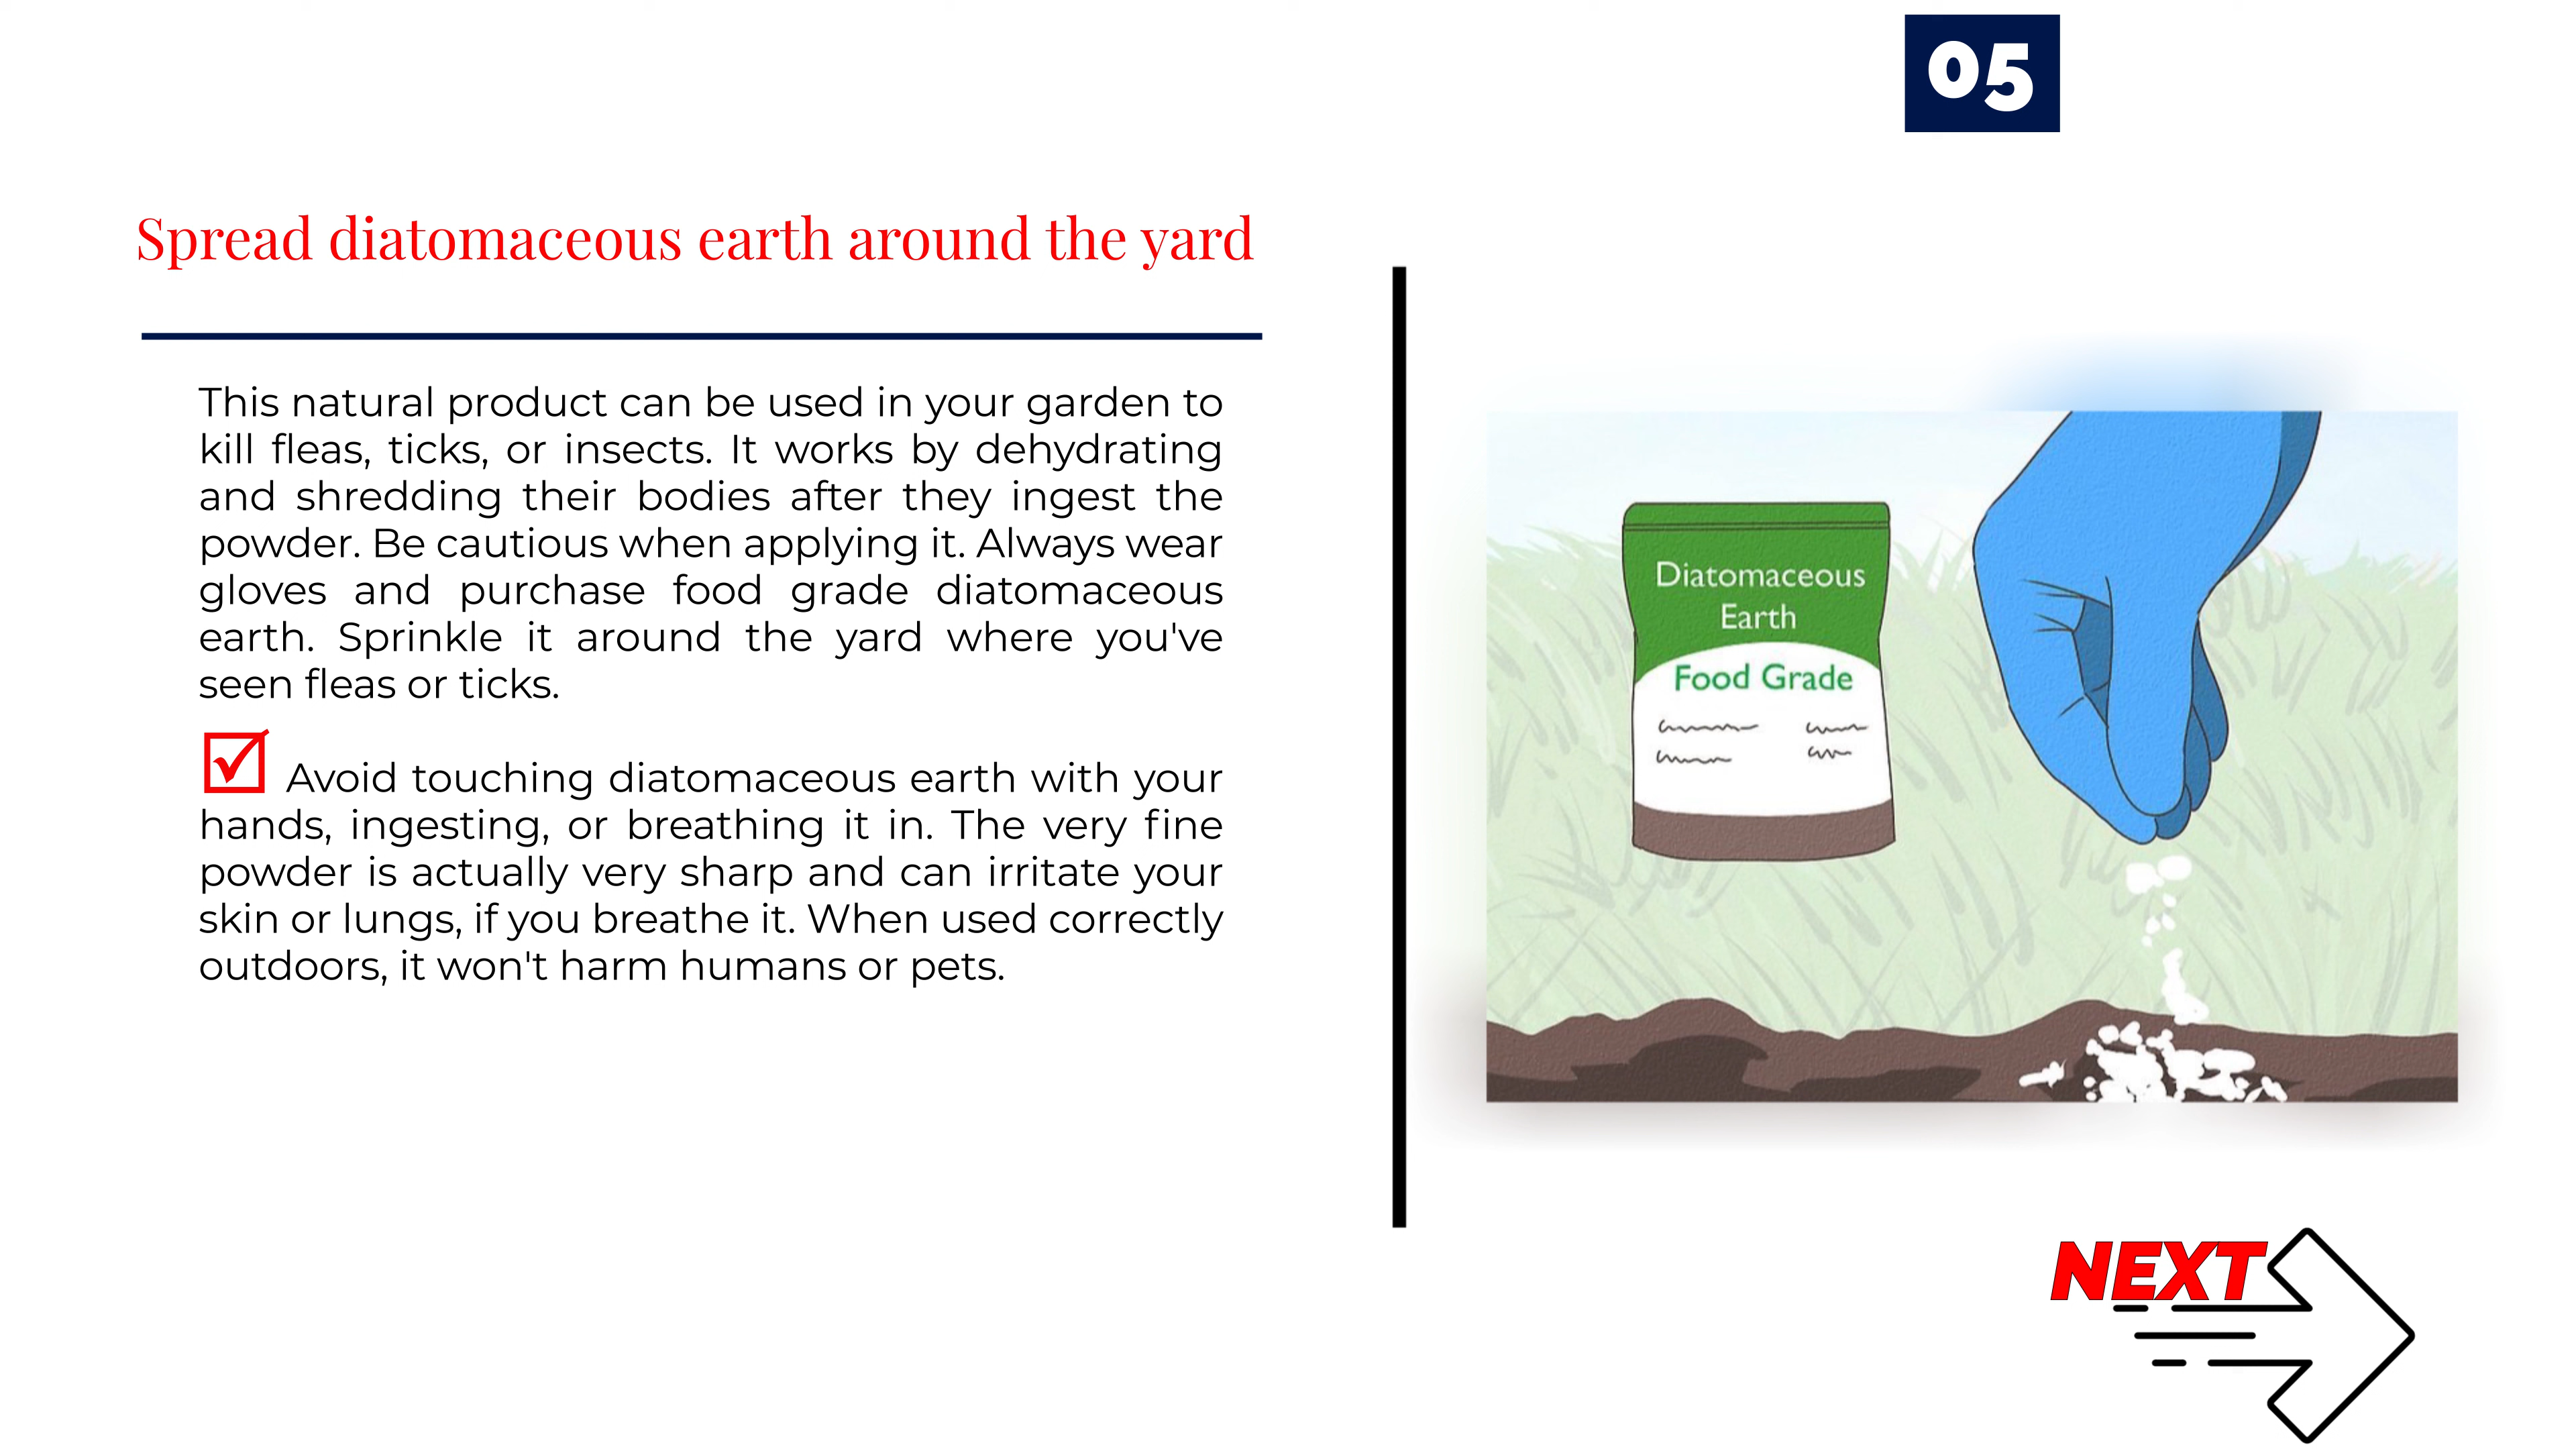 05
Spread diatomaceous earth around the yard
This natural product can be used in your garden to
kill fleas, ticks, or insects. It works by dehydrating
and shredding their bodies after they ingest the
powder. Be cautious when applying it. Always wear
gloves and purchase food grade diatomaceous
earth. Sprinkle it around the yard where you've
seen fleas or ticks.
Avoid touching diatomaceous earth with your
hands, ingesting, or breathing it in. The very fine
powder is actually very sharp and can irritate your
skin or lungs, if you breathe it. When used correctly
outdoors, it won't harm humans or pets.
Diatomaceous
Earth
Food Grade
NEXT